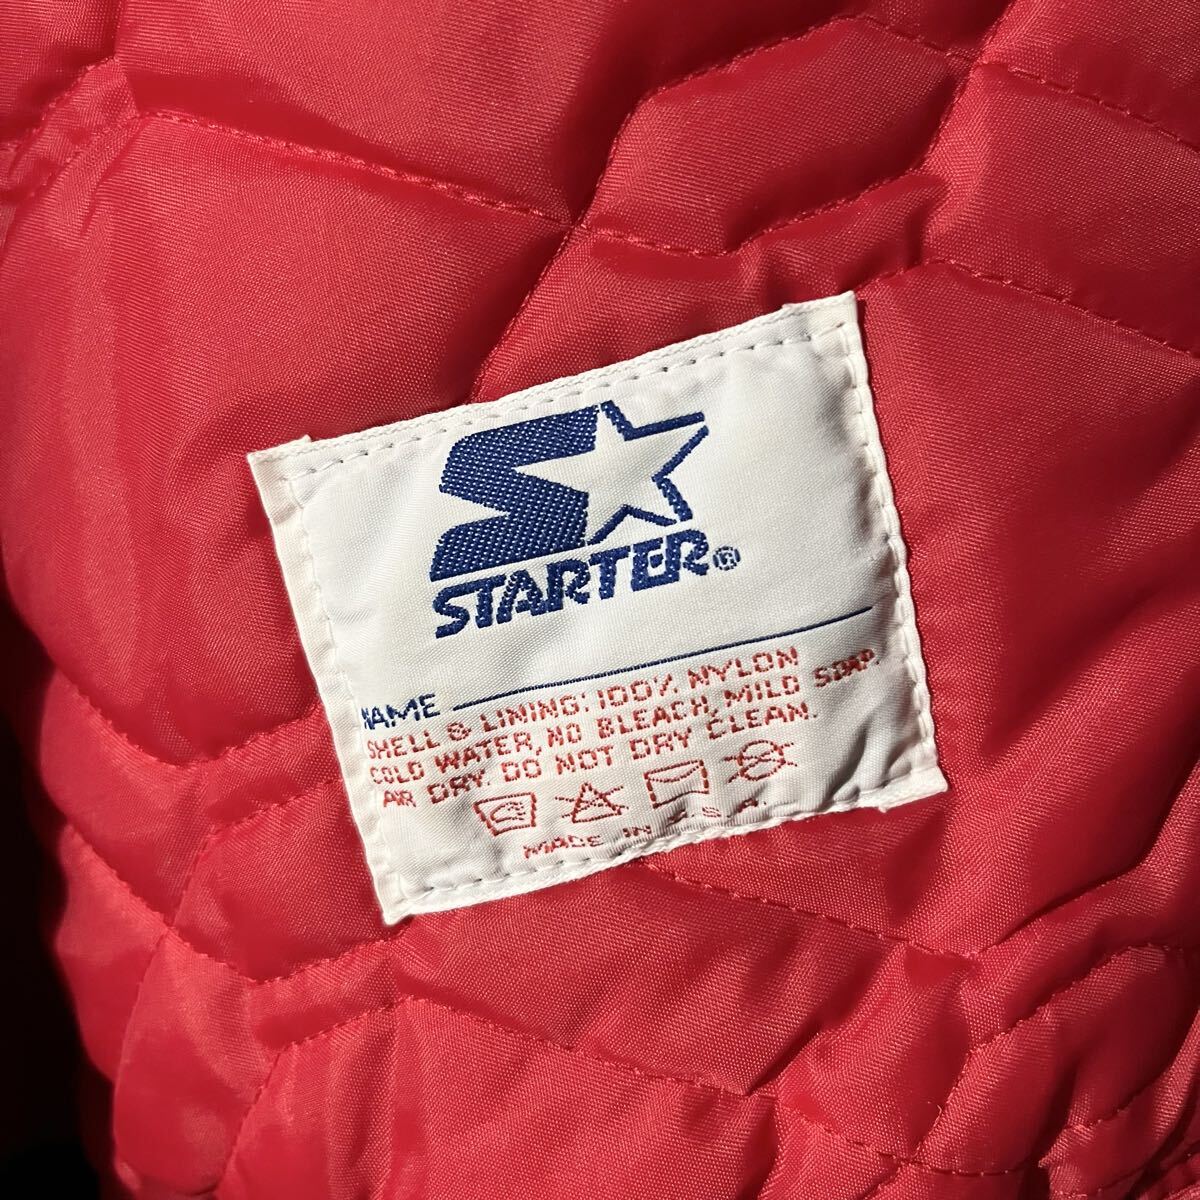 STARTER®
NAME
SHELL & LINING: 100% NYLON
COLD WATER, NO BLEACH, MILD SOAP.
AIR DRY. DO NOT DRY CLEAN.
MADE IN U.S.A.